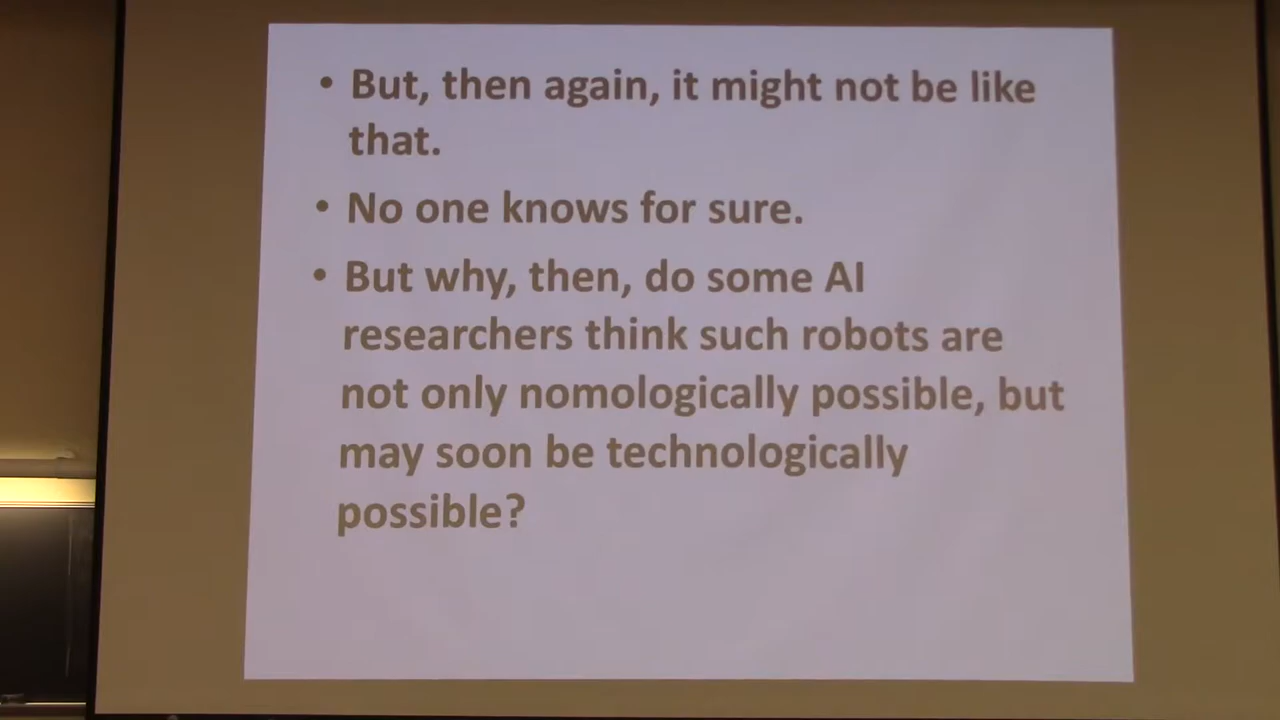 • But, then again, it might not be like
that.
• No one knows for sure.
• But why, then, do some AI
researchers think such robots are
not only nomologically possible, but
may soon be technologically
possible?